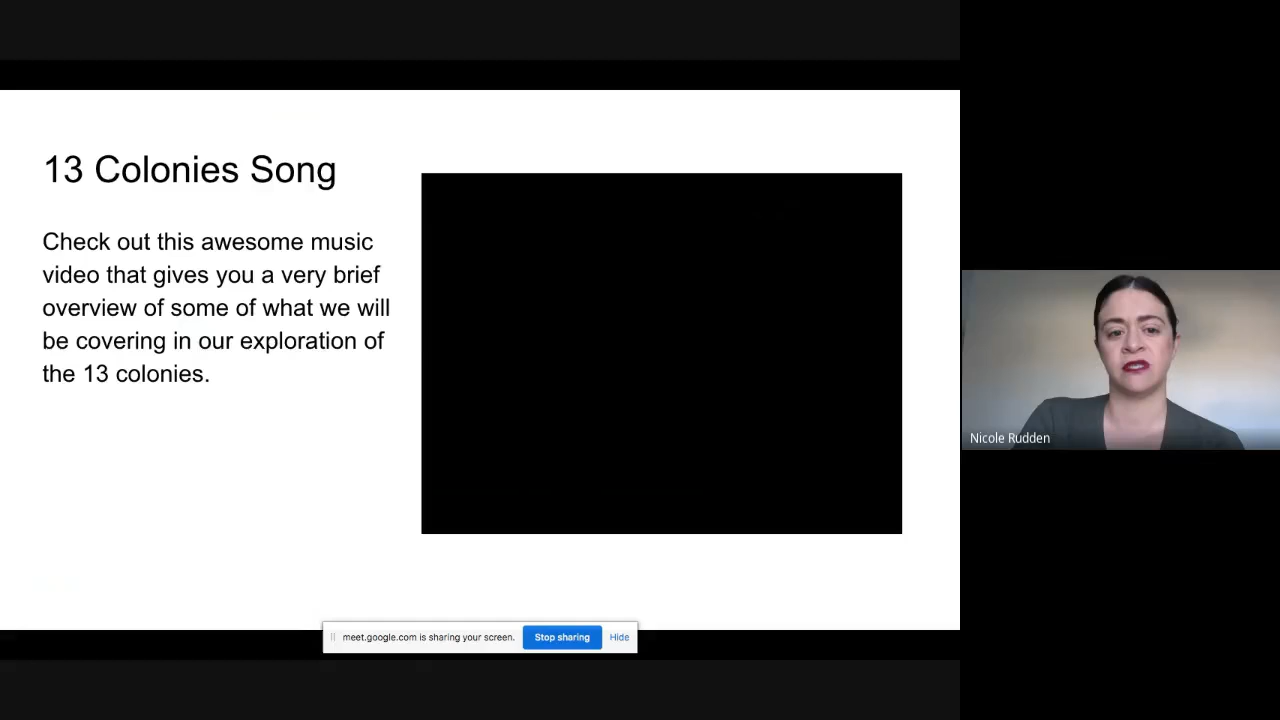 13 Colonies Song
Check out this awesome music
video that gives you a very brief
overview of some of what we will
be covering in our exploration of
the 13 colonies.
Nicole Rudden
meet.google.com is sharing your screen.
Stop sharing
Hide